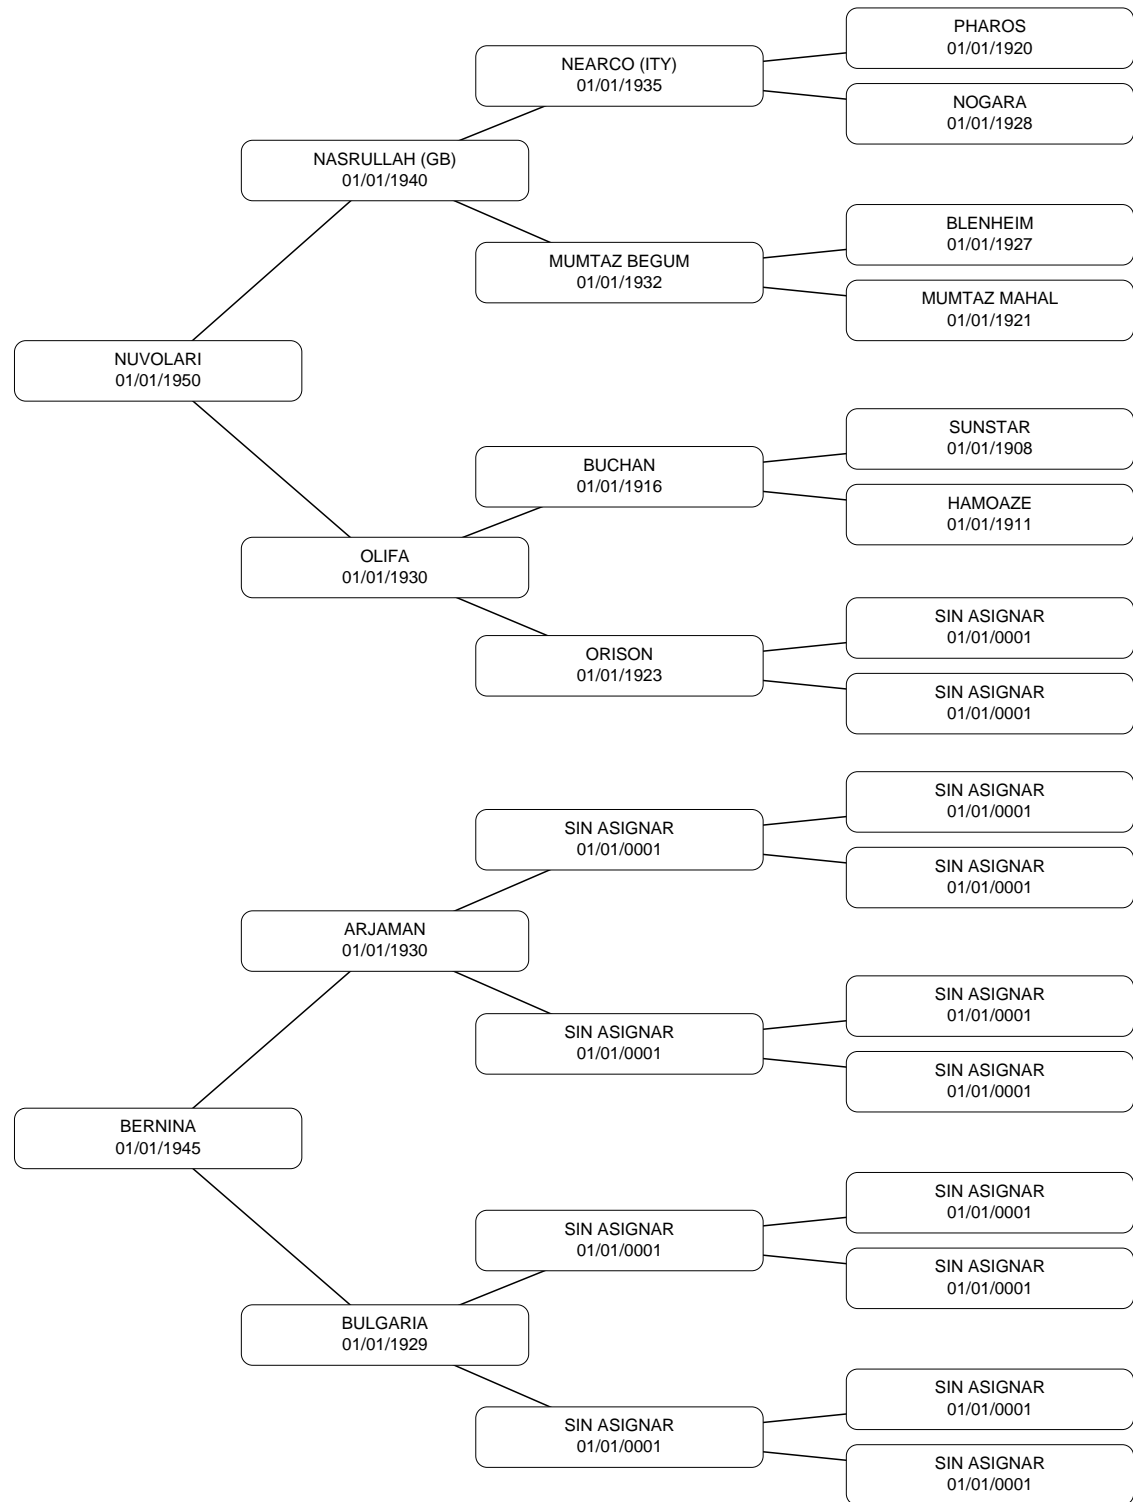 PHAROS
01/01/1920
NEARCO (ITY)
01/01/1935
NOGARA
01/01/1928
NASRULLAH (GB)
01/01/1940
BLENHEIM
01/01/1927
MUMTAZ BEGUM
01/01/1932
MUMTAZ MAHAL
01/01/1921
NUVOLARI
01/01/1950
SUNSTAR
01/01/1908
BUCHAN
01/01/1916
HAMOAZE
01/01/1911
OLIFA
01/01/1930
SIN ASIGNAR
01/01/0001
ORISON
01/01/1923
SIN ASIGNAR
01/01/0001
SIN ASIGNAR
01/01/0001
SIN ASIGNAR
01/01/0001
SIN ASIGNAR
01/01/0001
ARJAMAN
01/01/1930
SIN ASIGNAR
01/01/0001
SIN ASIGNAR
01/01/0001
SIN ASIGNAR
01/01/0001
BERNINA
01/01/1945
SIN ASIGNAR
01/01/0001
SIN ASIGNAR
01/01/0001
SIN ASIGNAR
01/01/0001
BULGARIA
01/01/1929
SIN ASIGNAR
01/01/0001
SIN ASIGNAR
01/01/0001
SIN ASIGNAR
01/01/0001